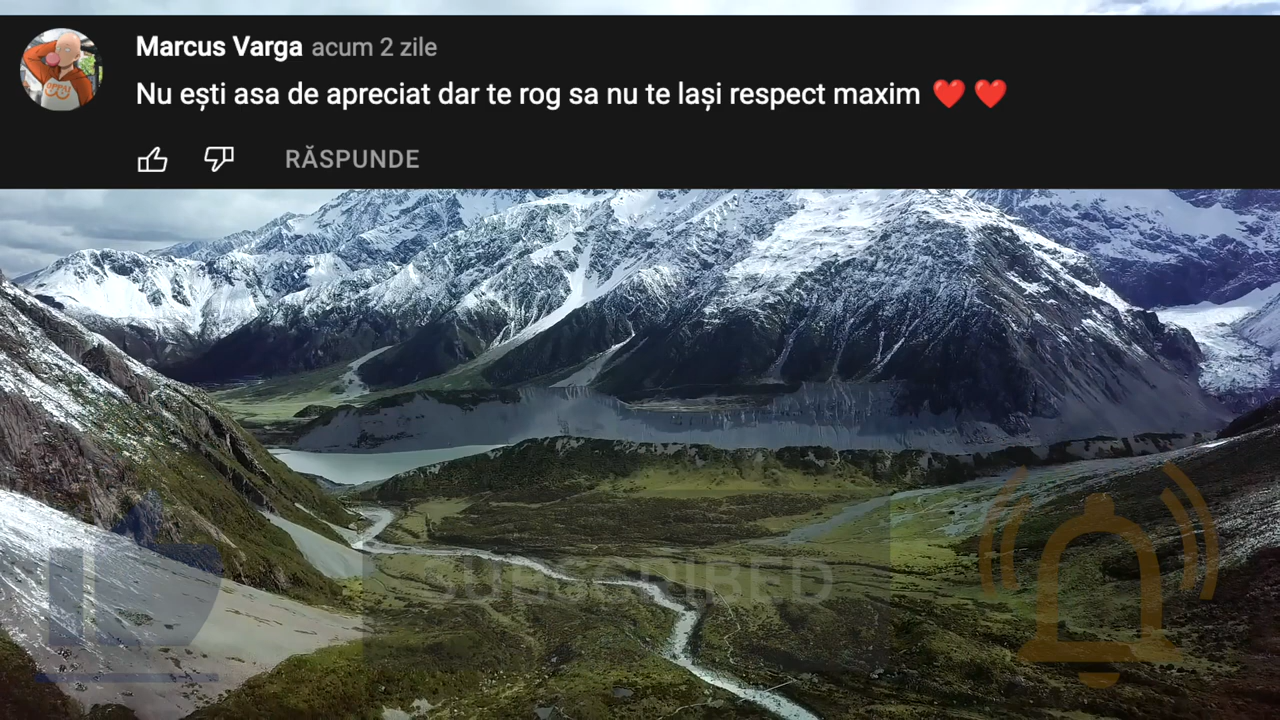 Marcus Varga acum 2 zile
Nu ești asa de apreciat dar te rog sa nu te lași respect maxim ❤️❤️
RĂSPUNDE
SUBSCRIBED